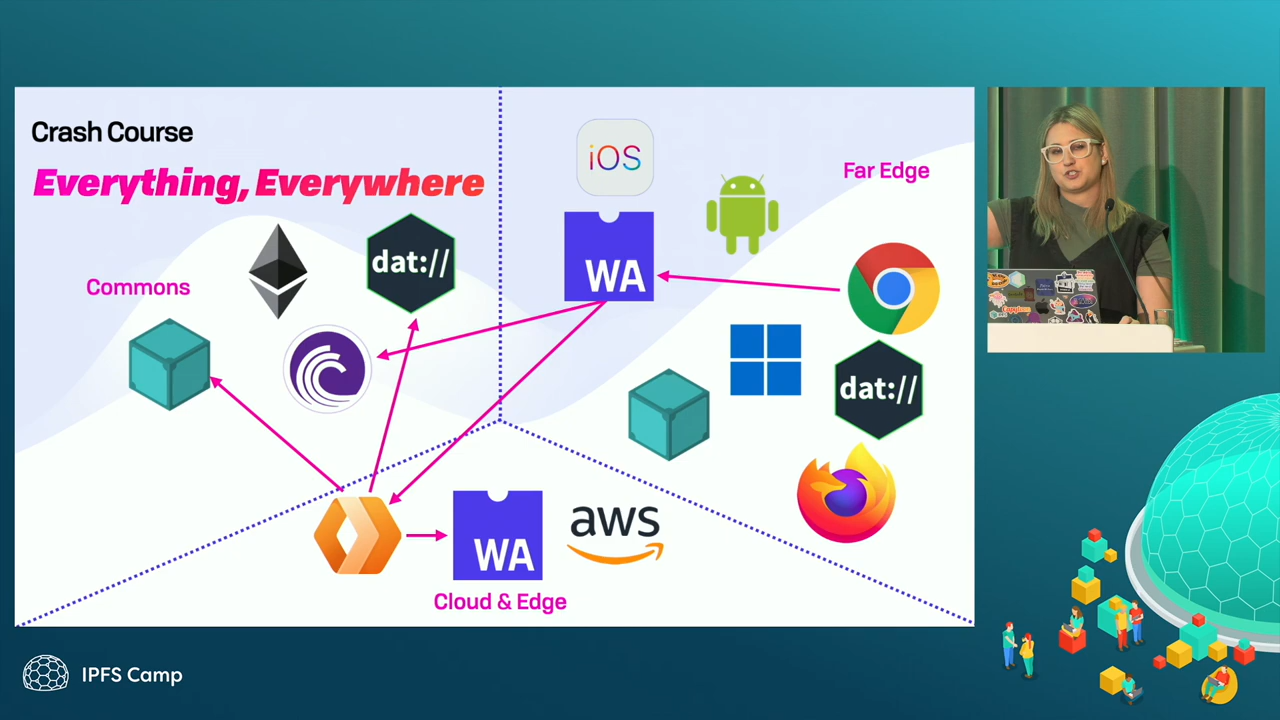 Crash Course
Everything, Everywhere
Commons
dat://
iOS
WA
Far Edge
dat://
WA
aws
Cloud & Edge
IPFS Camp